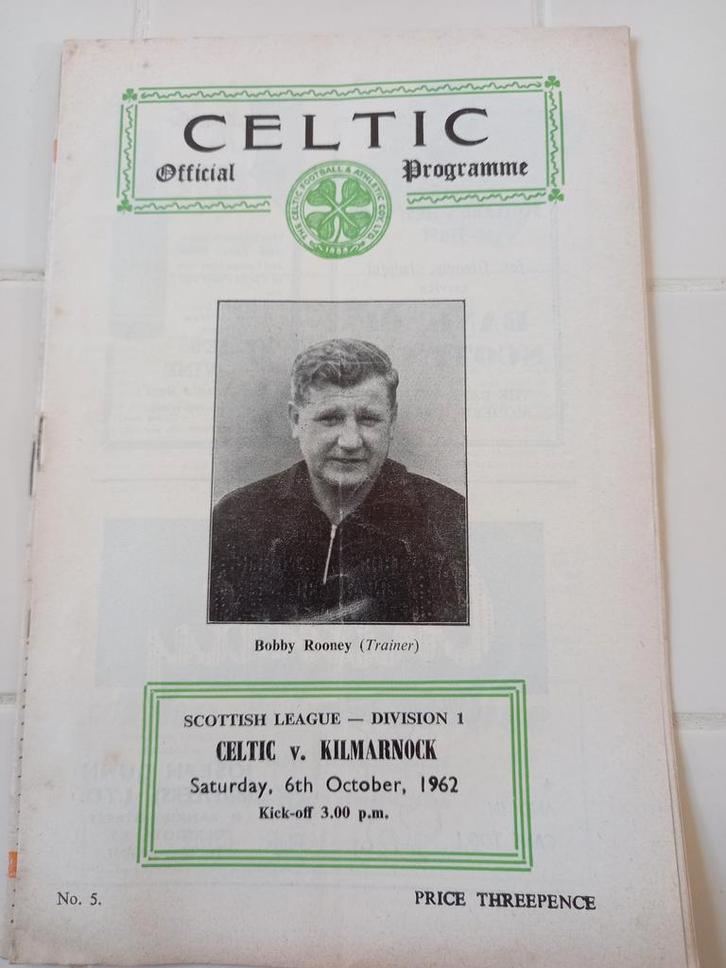 CELTIC
Official Programme
THE CELTIC FOOTBALL & ATHLETIC COY. LTD.
1888
Bobby Rooney (Trainer)
SCOTTISH LEAGUE — DIVISION 1
CELTIC v. KILMARNOCK
Saturday, 6th October, 1962
Kick-off 3.00 p.m.
No. 5.
PRICE THREEPENCE